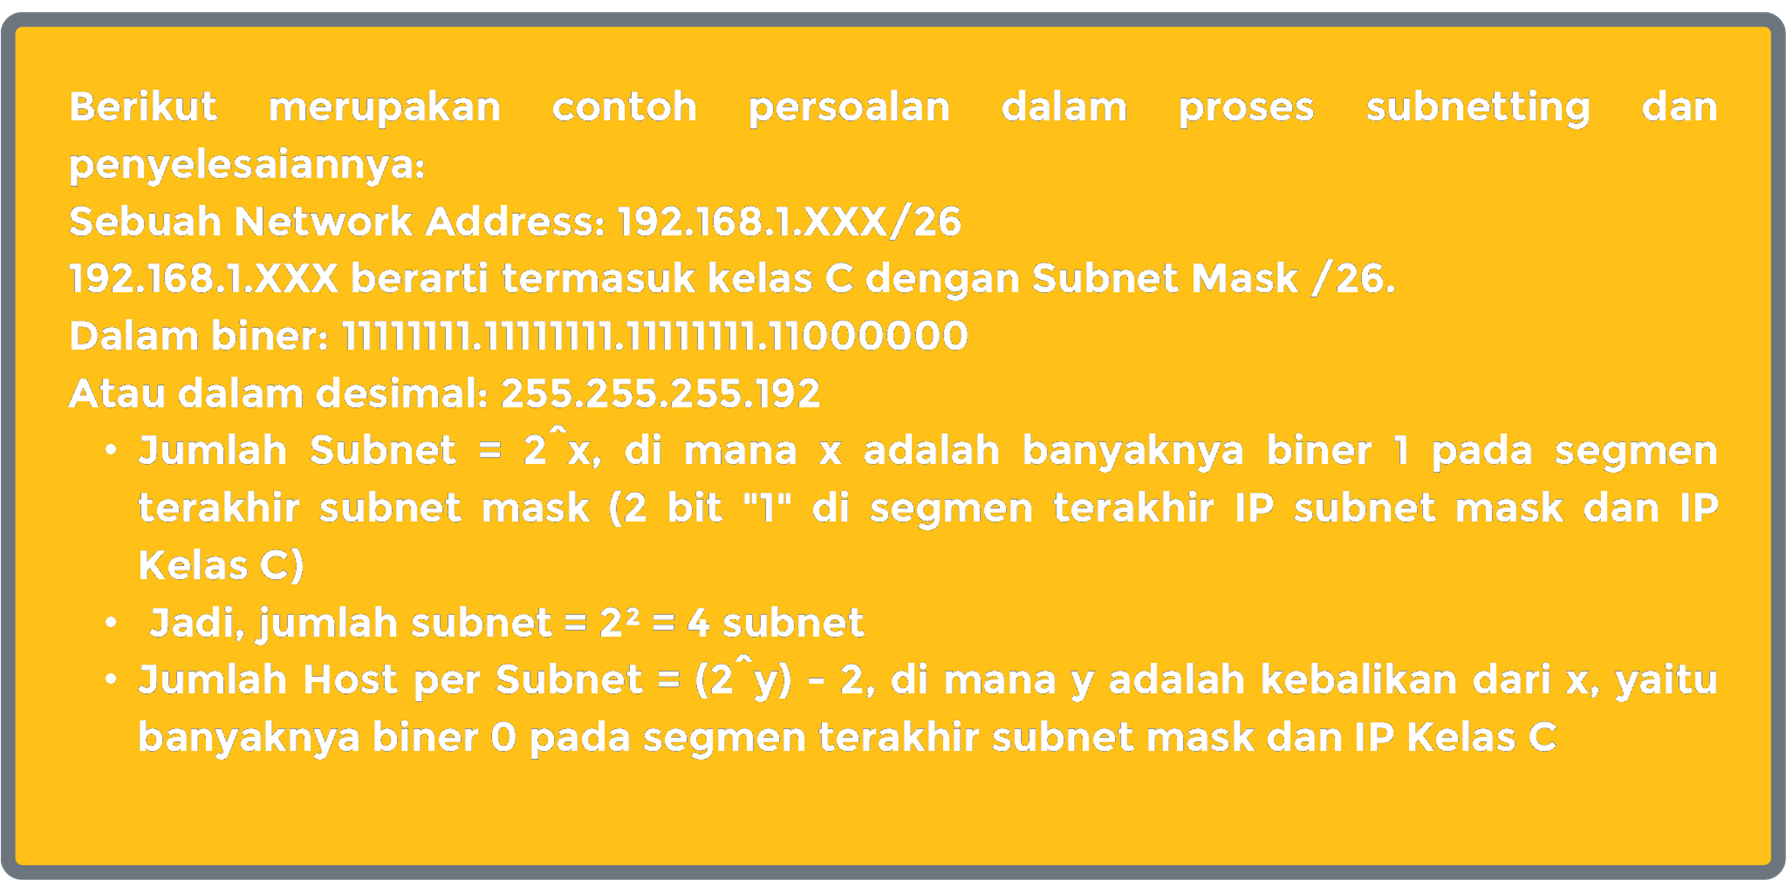 Berikut merupakan contoh persoalan dalam proses subnetting dan
penyelesaiannya:
Sebuah Network Address: 192.168.1.XXX/26
192.168.1.XXX berarti termasuk kelas C dengan Subnet Mask /26.
Dalam biner: 11111111.11111111.11111111.11000000
Atau dalam desimal: 255.255.255.192
• Jumlah Subnet = 2^x, di mana x adalah banyaknya biner 1 pada segmen
terakhir subnet mask (2 bit "1" di segmen terakhir IP subnet mask dan IP
Kelas C)
• Jadi, jumlah subnet = 2² = 4 subnet
• Jumlah Host per Subnet = (2^y) - 2, di mana y adalah kebalikan dari x, yaitu
banyaknya biner 0 pada segmen terakhir subnet mask dan IP Kelas C